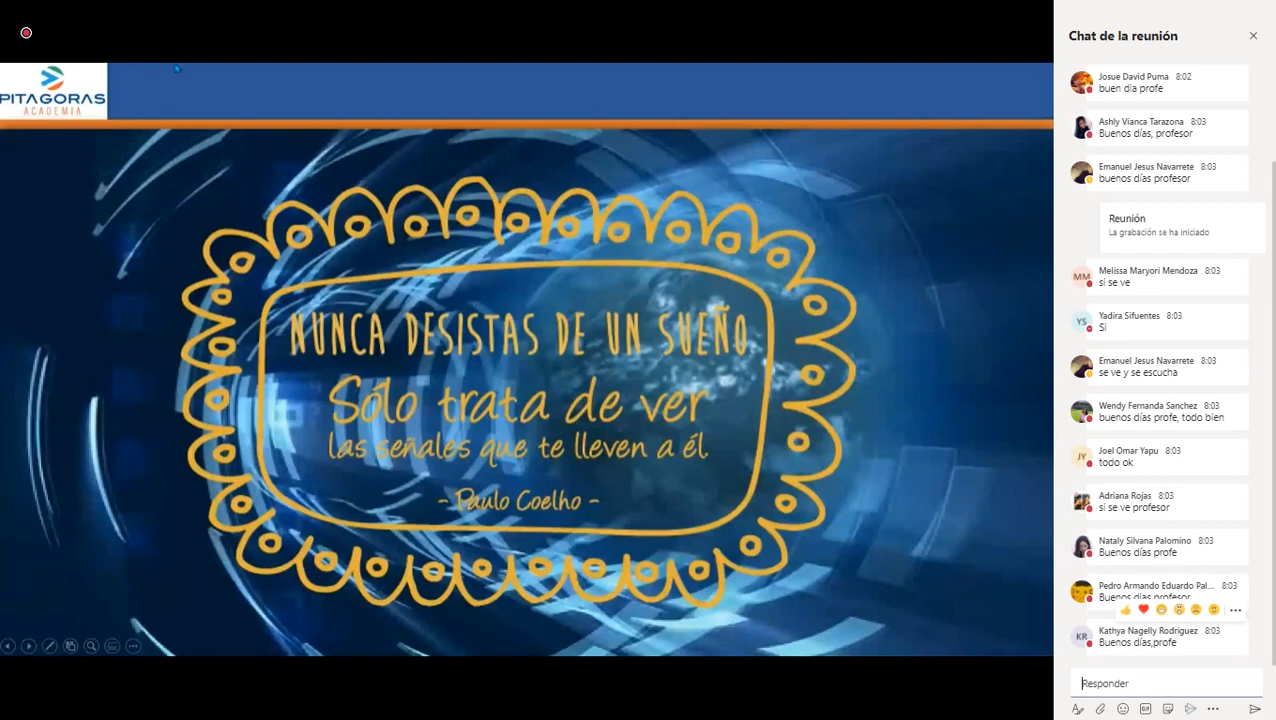 PITAGORAS
ACADEMIA
NUNCA DESISTAS DE UN SUEÑO
Sólo trata de ver
las señales que te lleven a él.
- Paulo Coelho -
Chat de la reunión
Josue David Puma 8:02
buen dia profe
Ashly Vianca Tarazona 8:03
Buenos días, profesor
Emanuel Jesus Navarrete 8:03
buenos días profesor
Reunión
La grabación se ha iniciado
MM
Melissa Maryori Mendoza 8:03
si se ve
YS
Yadira Sifuentes 8:03
Si
Emanuel Jesus Navarrete 8:03
se ve y se escucha
Wendy Fernanda Sanchez 8:03
buenos días profe, todo bien
JY
Joel Omar Yapu 8:03
todo ok
Adriana Rojas 8:03
si se ve profesor
Nataly Silvana Palomino 8:03
Buenos días profe
Pedro Armando Eduardo Pal... 8:03
Buenos días profesor
KR
Kathya Nagelly Rodriguez 8:03
Buenos días,profe
Responder
GIF